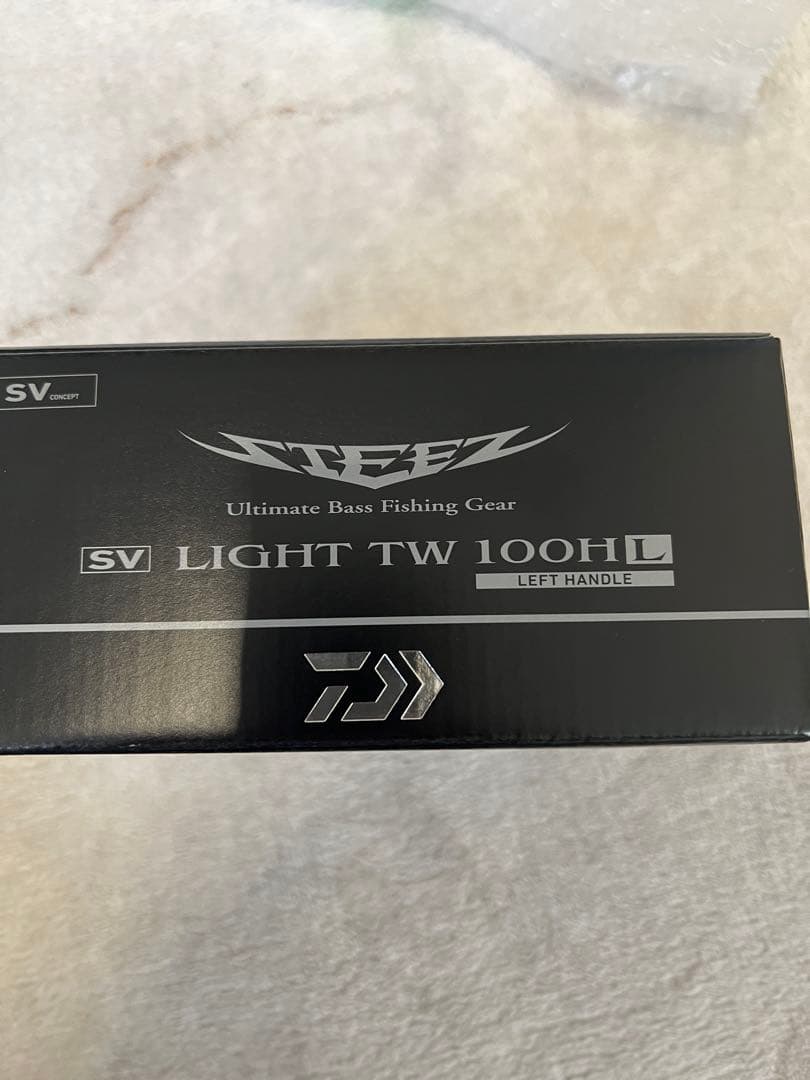 SV CONCEPT
STEEZ
Ultimate Bass Fishing Gear
SV LIGHT TW 100HL
LEFT HANDLE